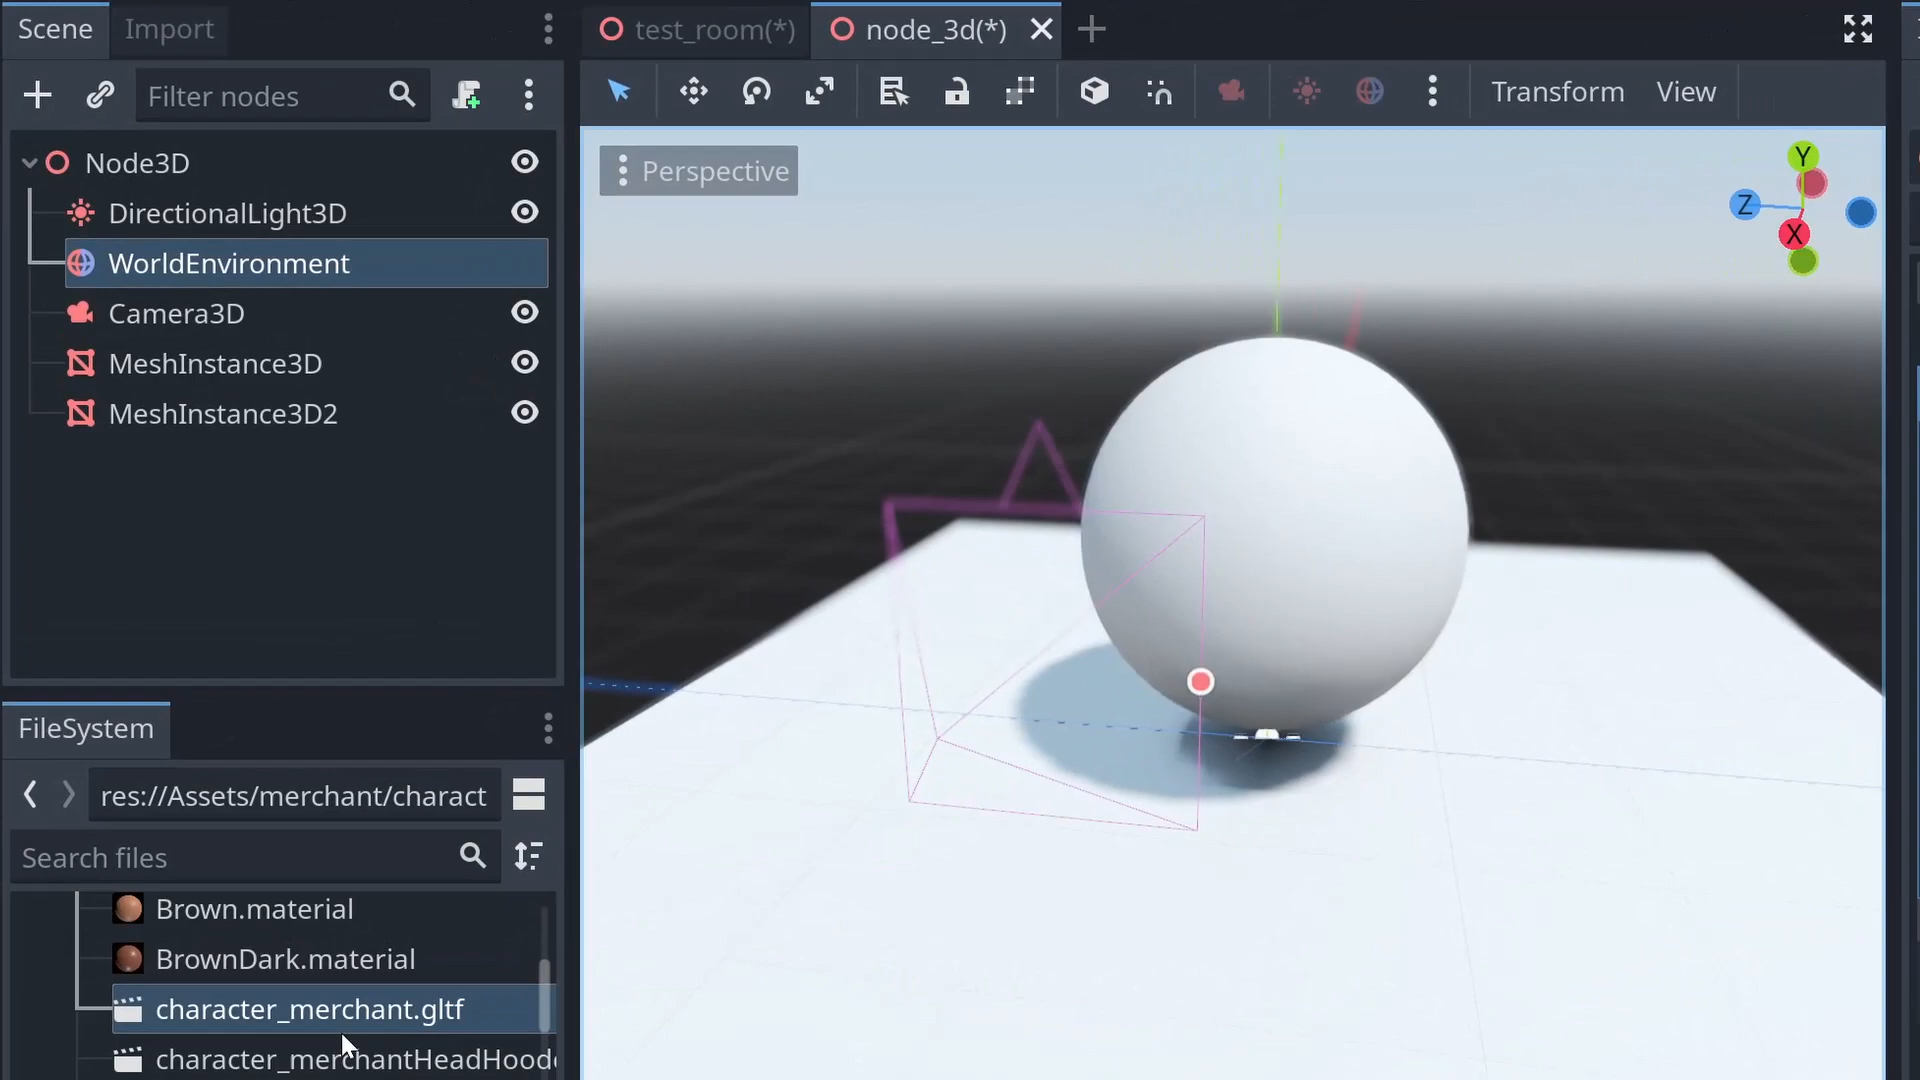 Scene Import
test_room(*) node_3d(*)
Filter nodes
Transform View
Node3D
DirectionalLight3D
WorldEnvironment
Camera3D
MeshInstance3D
MeshInstance3D2
Perspective
Y
Z
X
FileSystem
res://Assets/merchant/charact
Search files
Brown.material
BrownDark.material
character_merchant.gltf
character_merchantHeadHood